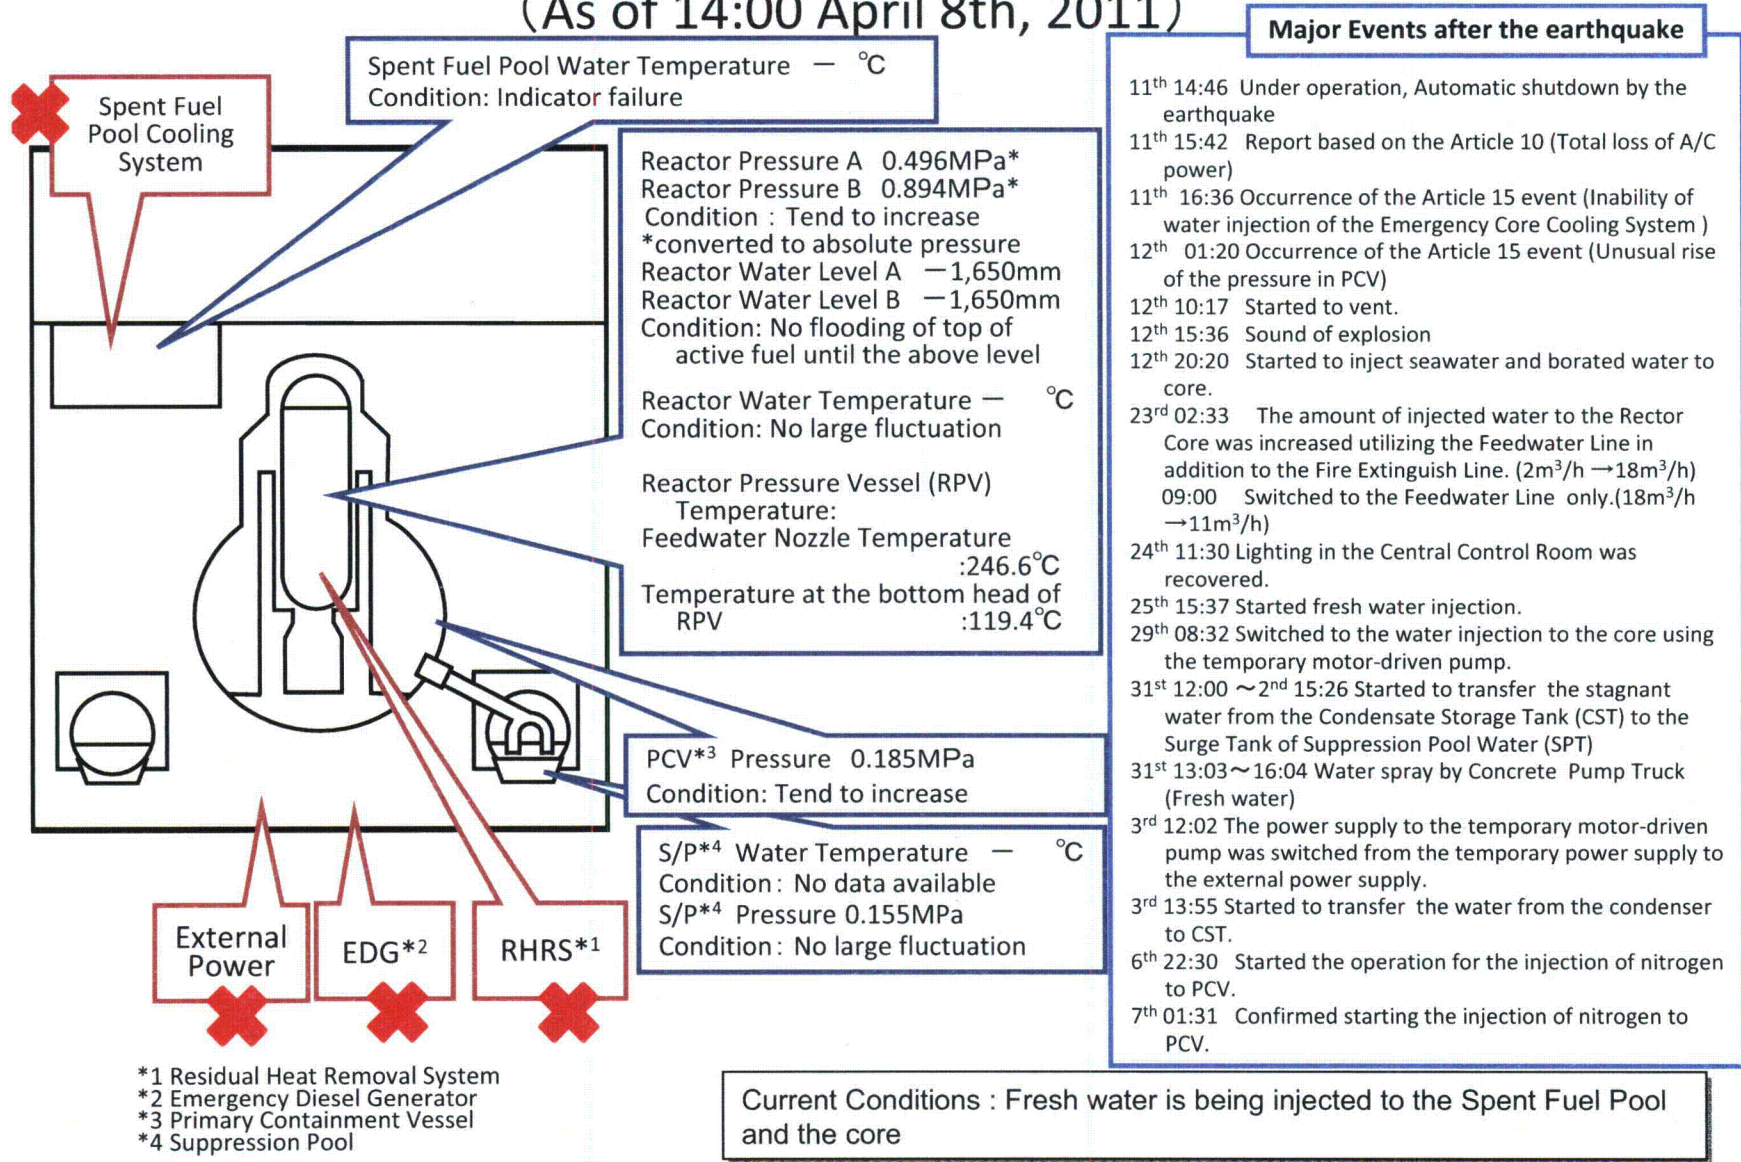 (As of 14:00 April 8th, 2011)
Spent Fuel Pool Water Temperature － ℃
Condition: Indicator failure
Spent Fuel
Pool Cooling
System
Reactor Pressure A 0.496MPa*
Reactor Pressure B 0.894MPa*
Condition : Tend to increase
*converted to absolute pressure
Reactor Water Level A －1,650mm
Reactor Water Level B －1,650mm
Condition: No flooding of top of
active fuel until the above level
Reactor Water Temperature － ℃
Condition: No large fluctuation
Reactor Pressure Vessel (RPV)
Temperature:
Feedwater Nozzle Temperature
:246.6℃
Temperature at the bottom head of
RPV :119.4℃
PCV*3 Pressure 0.185MPa
Condition: Tend to increase
S/P*4 Water Temperature － ℃
Condition : No data available
S/P*4 Pressure 0.155MPa
Condition : No large fluctuation
External
Power
EDG*2
RHRS*1
*1 Residual Heat Removal System
*2 Emergency Diesel Generator
*3 Primary Containment Vessel
*4 Suppression Pool
Major Events after the earthquake
11th 14:46 Under operation, Automatic shutdown by the
earthquake
11th 15:42 Report based on the Article 10 (Total loss of A/C
power)
11th 16:36 Occurrence of the Article 15 event (Inability of
water injection of the Emergency Core Cooling System )
12th 01:20 Occurrence of the Article 15 event (Unusual rise
of the pressure in PCV)
12th 10:17 Started to vent.
12th 15:36 Sound of explosion
12th 20:20 Started to inject seawater and borated water to
core.
23rd 02:33 The amount of injected water to the Rector
Core was increased utilizing the Feedwater Line in
addition to the Fire Extinguish Line. (2m³/h →18m³/h)
09:00 Switched to the Feedwater Line only.(18m³/h
→11m³/h)
24th 11:30 Lighting in the Central Control Room was
recovered.
25th 15:37 Started fresh water injection.
29th 08:32 Switched to the water injection to the core using
the temporary motor-driven pump.
31st 12:00 ～2nd 15:26 Started to transfer the stagnant
water from the Condensate Storage Tank (CST) to the
Surge Tank of Suppression Pool Water (SPT)
31st 13:03～16:04 Water spray by Concrete Pump Truck
(Fresh water)
3rd 12:02 The power supply to the temporary motor-driven
pump was switched from the temporary power supply to
the external power supply.
3rd 13:55 Started to transfer the water from the condenser
to CST.
6th 22:30 Started the operation for the injection of nitrogen
to PCV.
7th 01:31 Confirmed starting the injection of nitrogen to
PCV.
Current Conditions : Fresh water is being injected to the Spent Fuel Pool
and the core